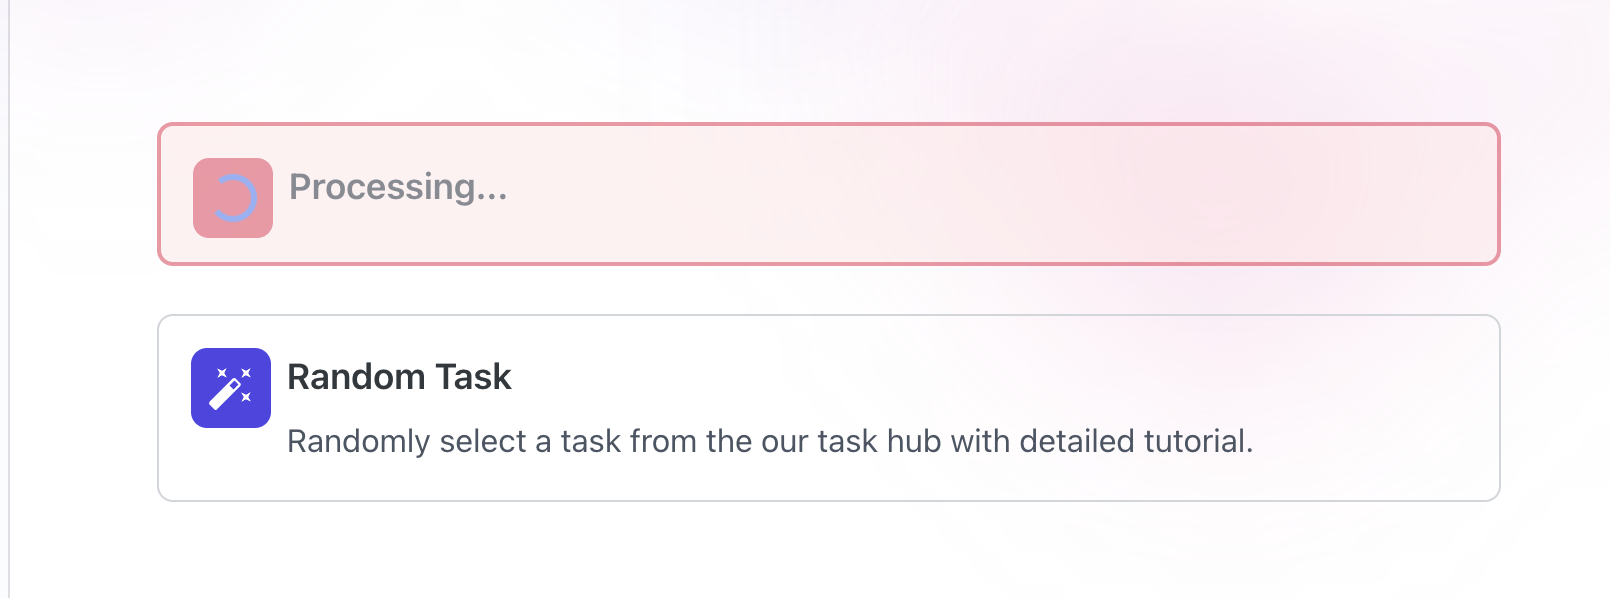 Processing...
Random Task
Randomly select a task from the our task hub with detailed tutorial.